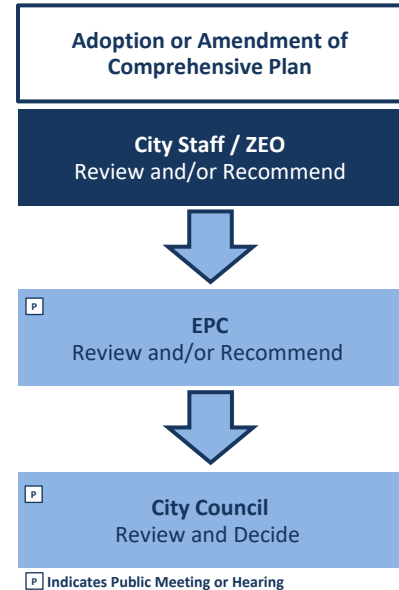 Adoption or Amendment of
Comprehensive Plan
City Staff / ZEO
Review and/or Recommend
P
EPC
Review and/or Recommend
P
City Council
Review and Decide
P Indicates Public Meeting or Hearing